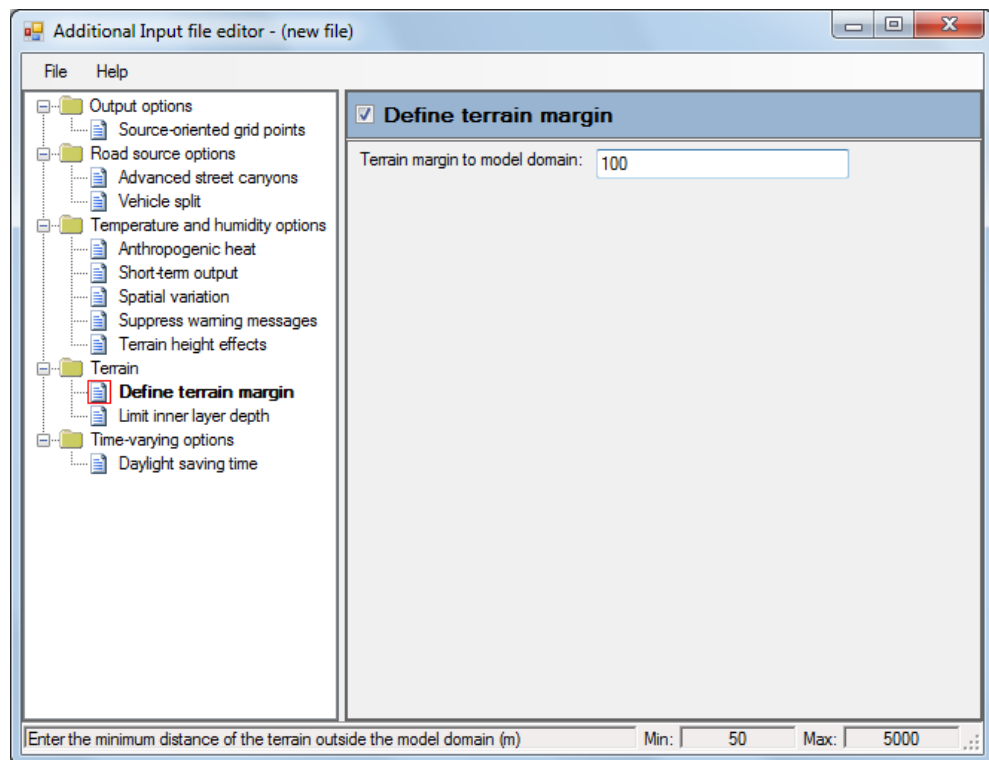 Additional Input file editor - (new file)
File Help
Output options
Source-oriented grid points
Road source options
Advanced street canyons
Vehicle split
Temperature and humidity options
Anthropogenic heat
Short-term output
Spatial variation
Suppress warning messages
Terrain height effects
Terrain
Define terrain margin
Limit inner layer depth
Time-varying options
Daylight saving time
Define terrain margin
Terrain margin to model domain: 100
Enter the minimum distance of the terrain outside the model domain (m) Min: 50 Max: 5000